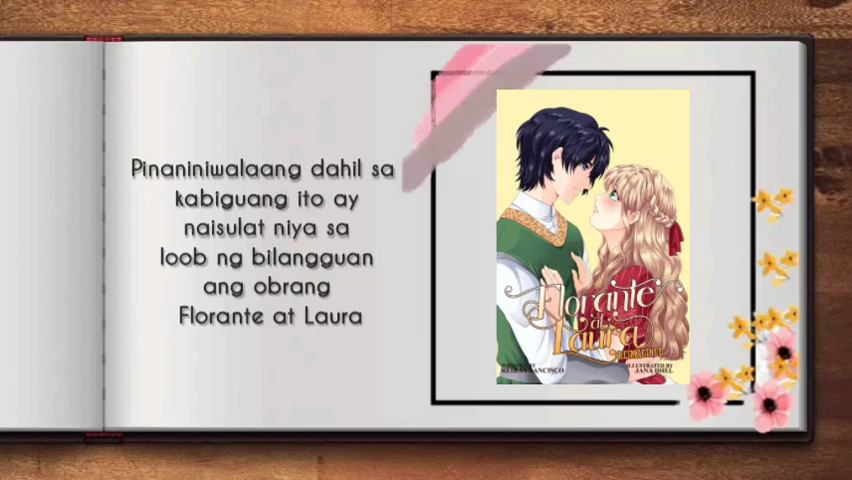 Pinaniniwalaang dahil sa
kabiguang ito ay
naisulat niya sa
loob ng bilangguan
ang obrang
Florante at Laura
Florante
at
Laura
REIMAGINED
ILLUSTRATED BY
JANA DHEL